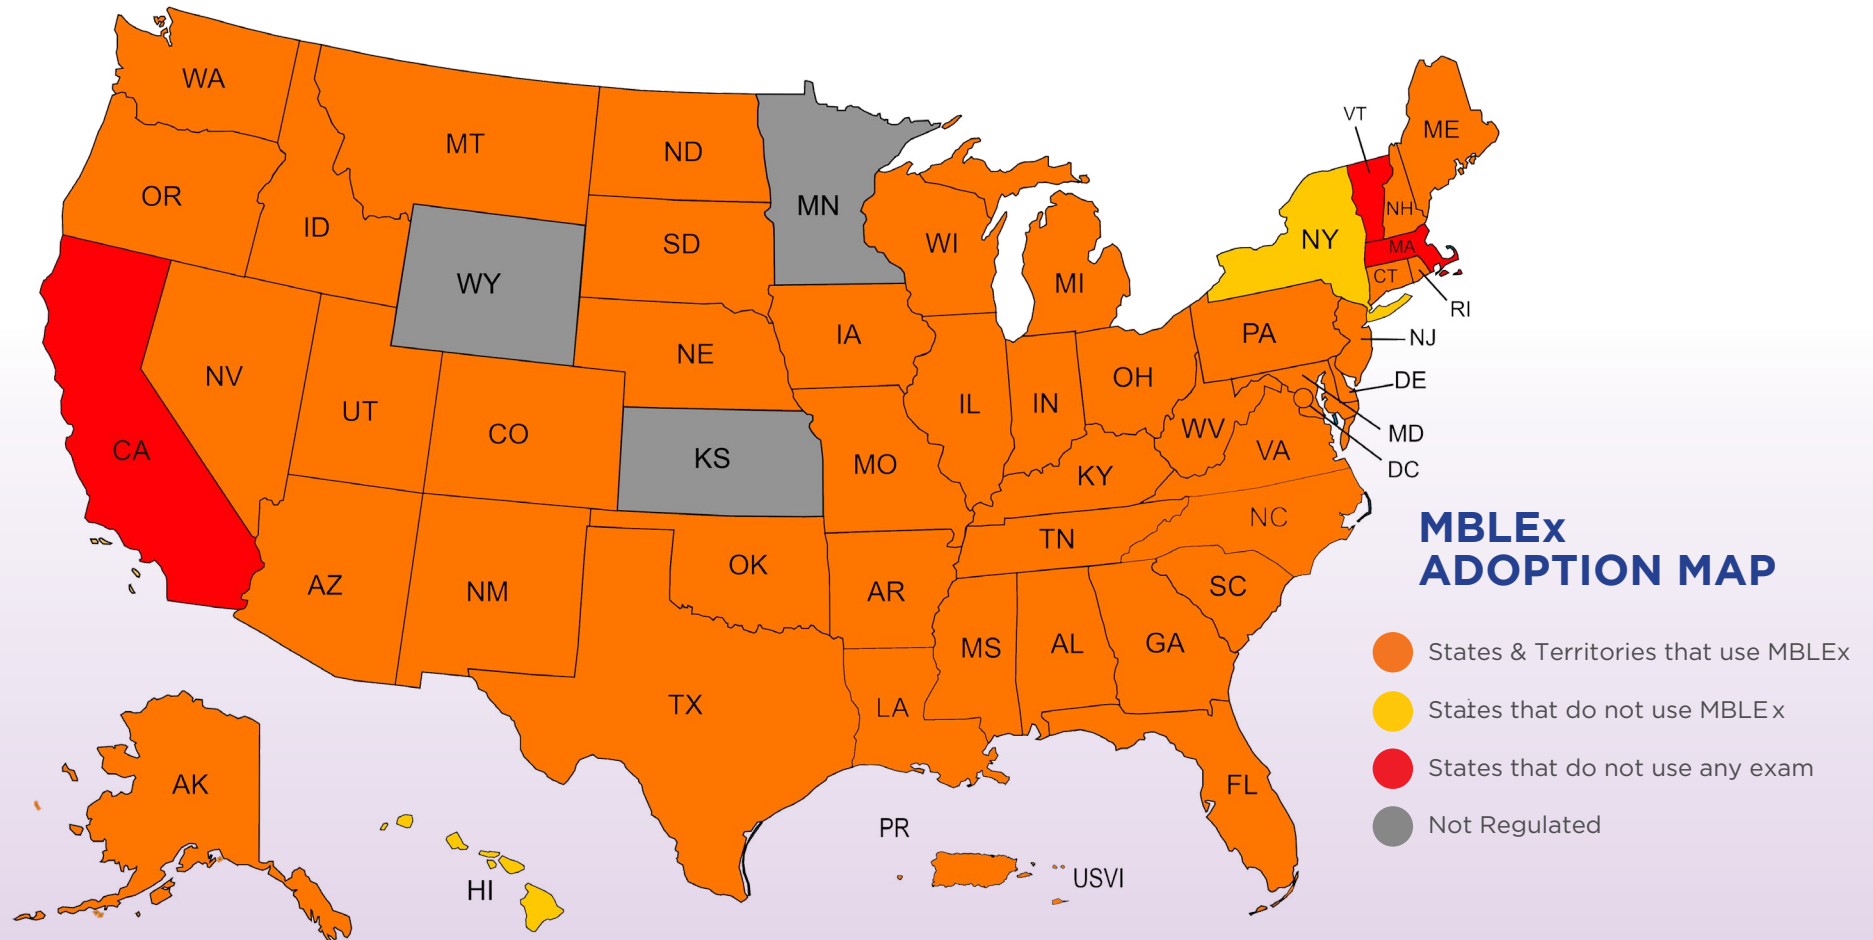 WA
MT
ND
MN
VT
ME
OR
ID
SD
WI
MI
NY
NH
MA
CT
RI
WY
NE
IA
PA
NJ
NV
UT
CO
KS
MO
IL
IN
OH
WV
VA
DE
MD
DC
CA
KY
NC
TN
AZ
NM
OK
AR
SC
MS
AL
GA
TX
LA
FL
AK
HI
PR
USVI
MBLEx
ADOPTION MAP
States & Territories that use MBLEx
States that do not use MBLEx
States that do not use any exam
Not Regulated